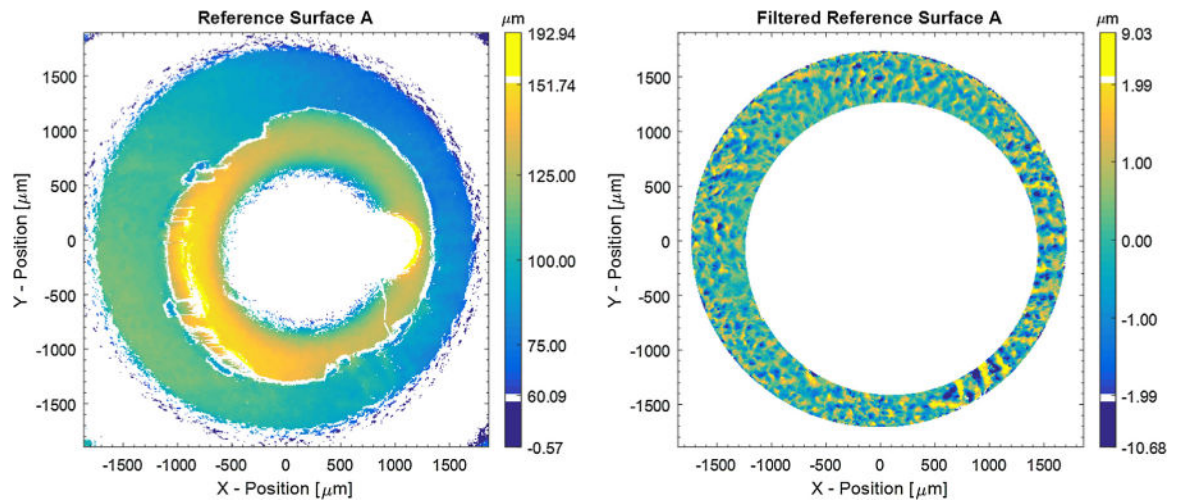 Reference Surface A
μm
192.94
151.74
125.00
100.00
75.00
60.09
-0.57
1500
1000
500
0
-500
-1000
-1500
Y - Position [μm]
-1500 -1000 -500 0 500 1000 1500
X - Position [μm]
Filtered Reference Surface A
μm
9.03
1.99
1.00
0.00
-1.00
-1.99
-10.68
1500
1000
500
0
-500
-1000
-1500
Y - Position [μm]
-1500 -1000 -500 0 500 1000 1500
X - Position [μm]